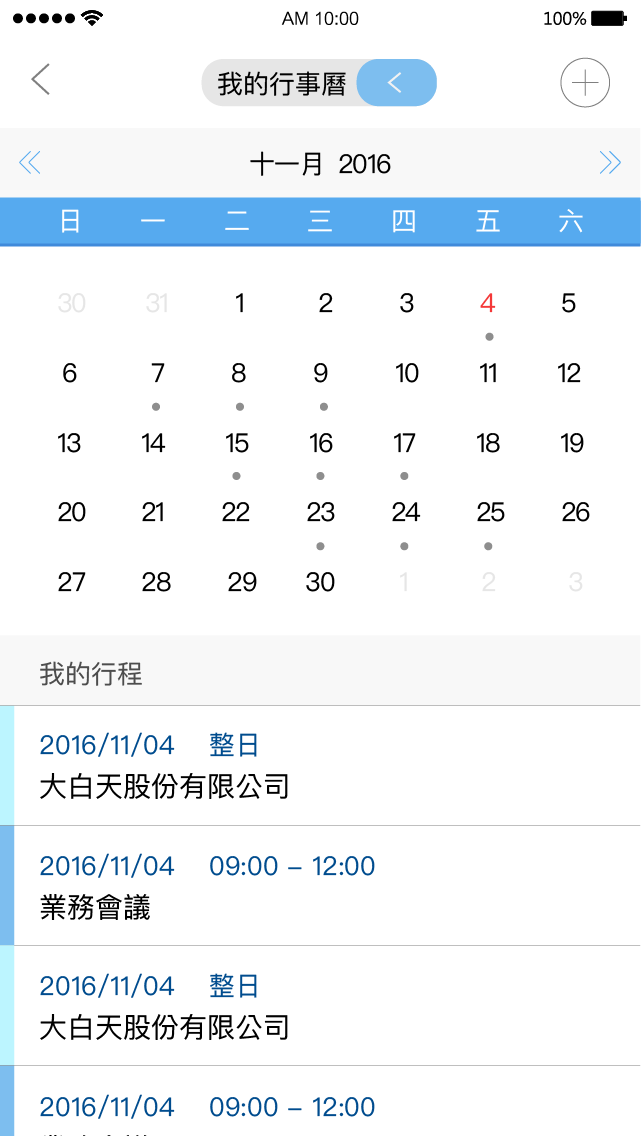 AM 10:00 100%
我的行事曆
十一月 2016
日 一 二 三 四 五 六
30 31 1 2 3 4 5
6 7 8 9 10 11 12
13 14 15 16 17 18 19
20 21 22 23 24 25 26
27 28 29 30 1 2 3
我的行程
2016/11/04 整日
大白天股份有限公司
2016/11/04 09:00 – 12:00
業務會議
2016/11/04 整日
大白天股份有限公司
2016/11/04 09:00 – 12:00